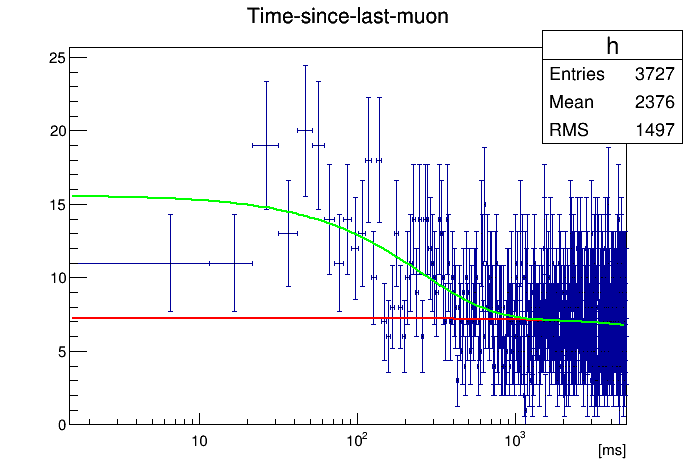 Time-since-last-muon
h
Entries 3727
Mean 2376
RMS 1497
25
20
15
10
5
0
10 10² 10³
[ms]